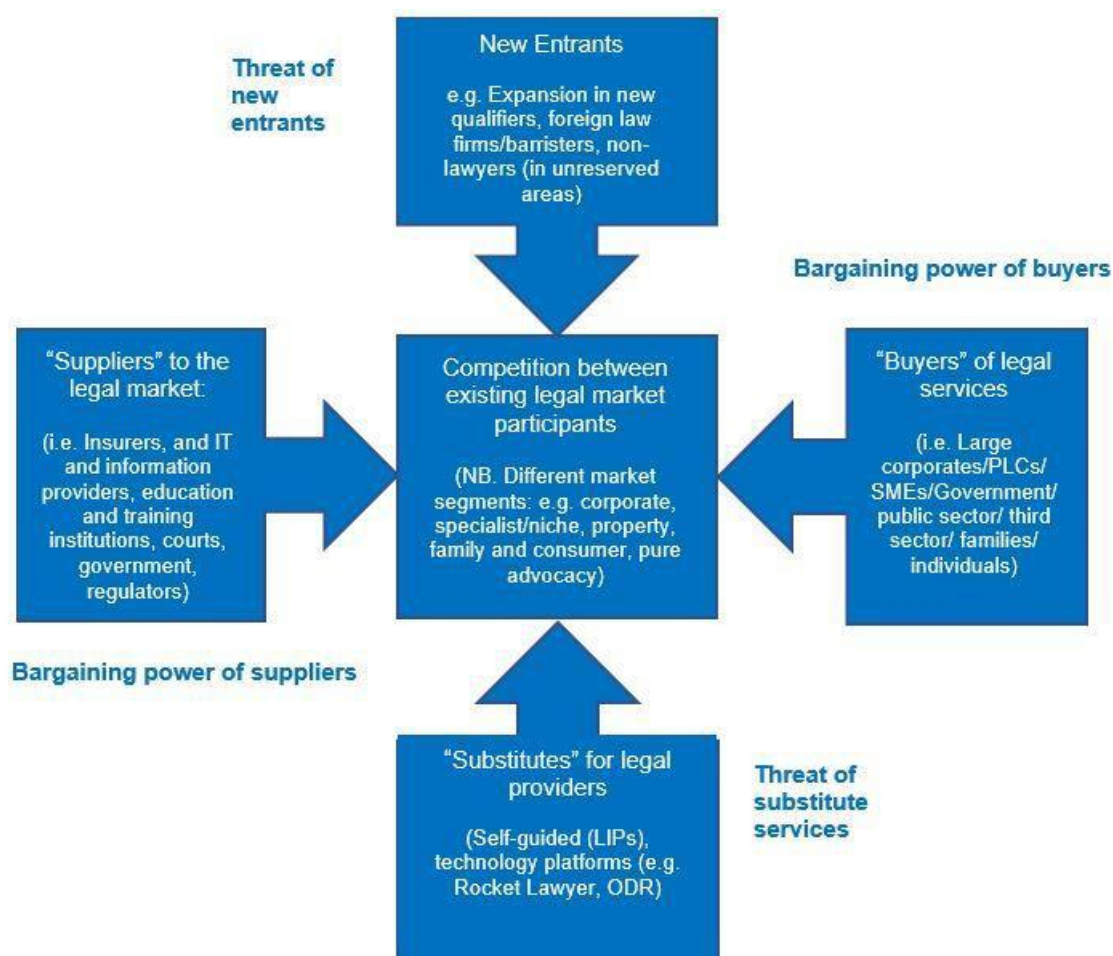 New Entrants
e.g. Expansion in new
qualifiers, foreign law
firms/barristers, non-
lawyers (in unreserved
areas)
Threat of
new
entrants
Bargaining power of buyers
“Suppliers” to the
legal market:
(i.e. Insurers, and IT
and information
providers, education
and training
institutions, courts,
government,
regulators)
Competition between
existing legal market
participants
(NB. Different market
segments: e.g. corporate,
specialist/niche, property,
family and consumer, pure
advocacy)
“Buyers” of legal
services
(i.e. Large
corporates/PLCs/
SMEs/Government/
public sector/ third
sector/ families/
individuals)
Bargaining power of suppliers
“Substitutes” for legal
providers
(Self-guided (LIPs),
technology platforms (e.g.
Rocket Lawyer, ODR)
Threat of
substitute
services